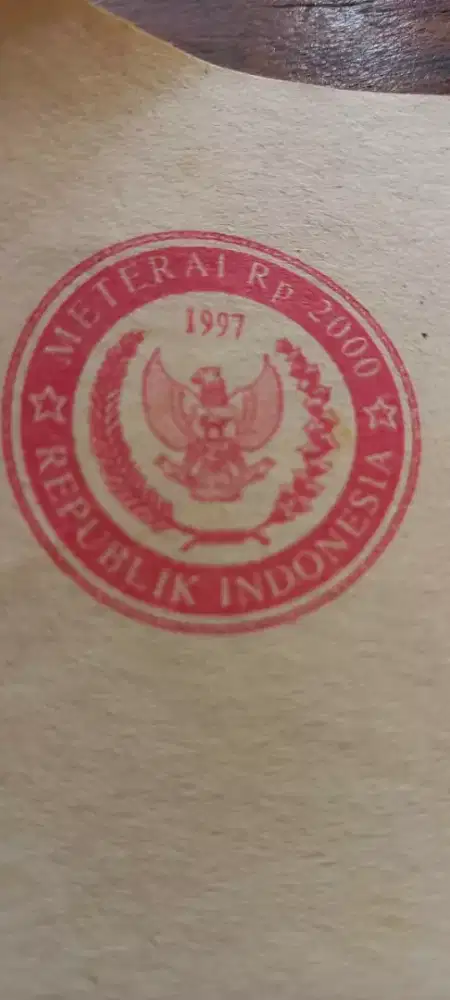 METERAI Rp 2000
1997
REPUBLIK INDONESIA